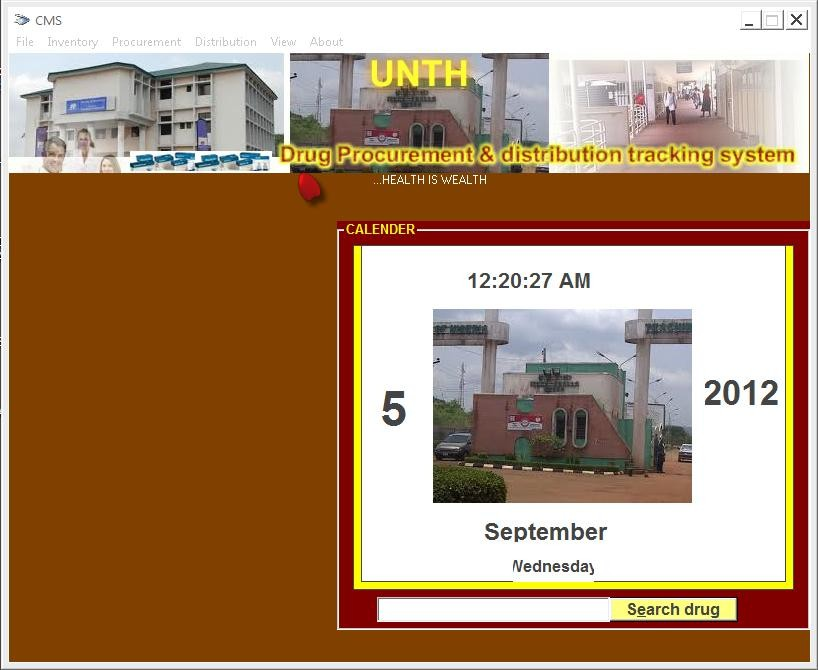 CMS
File Inventory Procurement Distribution View About
UNTH
Drug Procurement & distribution tracking system
...HEALTH IS WEALTH
CALENDER
12:20:27 AM
5
2012
September
Wednesday
Search drug